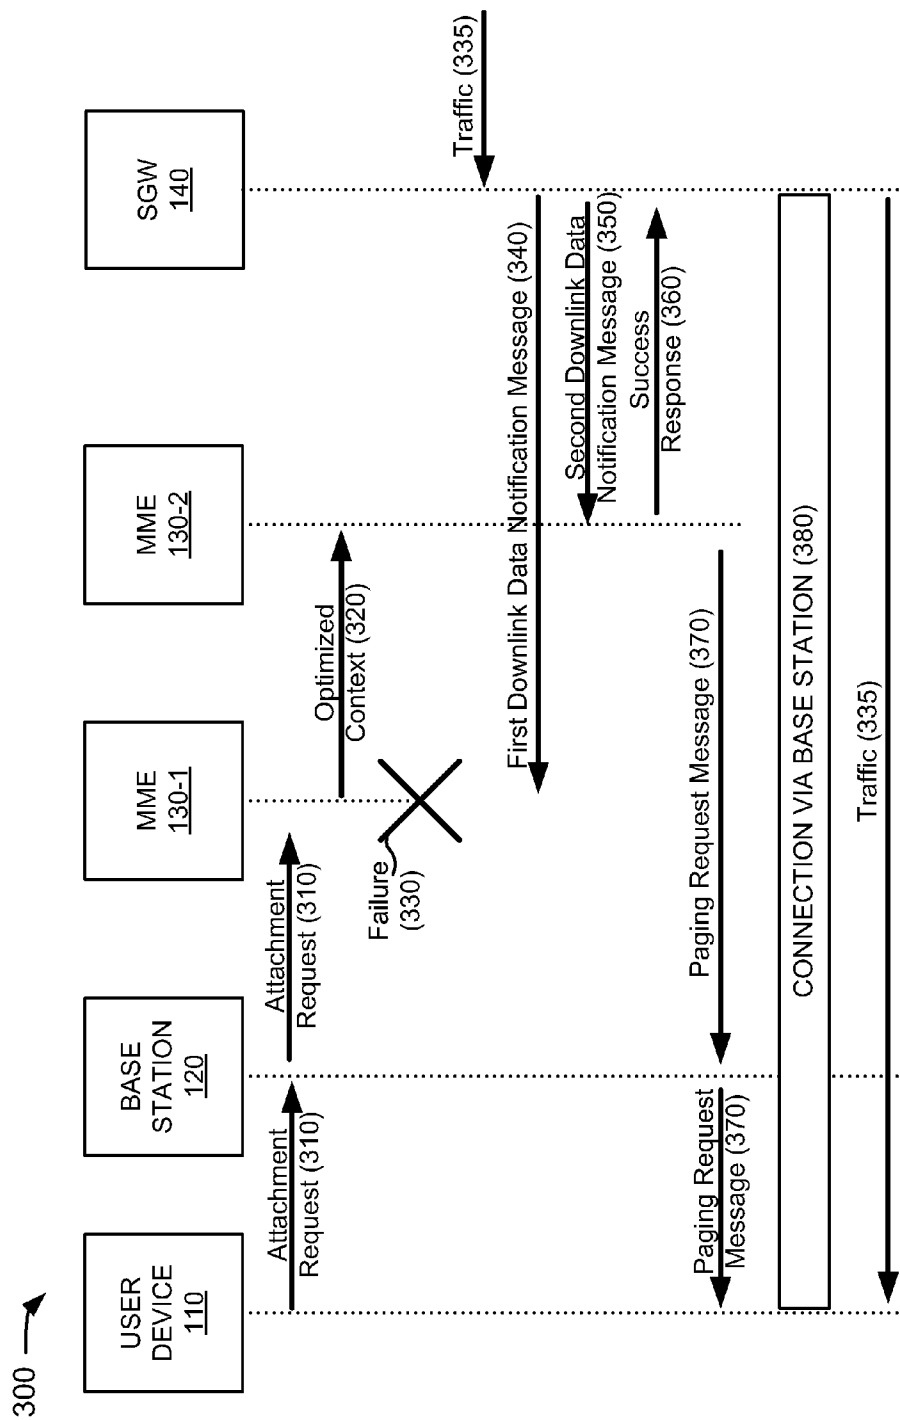 300
USER
DEVICE
110
BASE
STATION
120
MME
130-1
MME
130-2
SGW
140
Attachment
Request (310)
Attachment
Request (310)
Optimized
Context (320)
Failure
(330)
Traffic (335)
First Downlink Data Notification Message (340)
Second Downlink Data
Notification Message (350)
Success
Response (360)
Paging Request Message (370)
Paging Request
Message (370)
CONNECTION VIA BASE STATION (380)
Traffic (335)